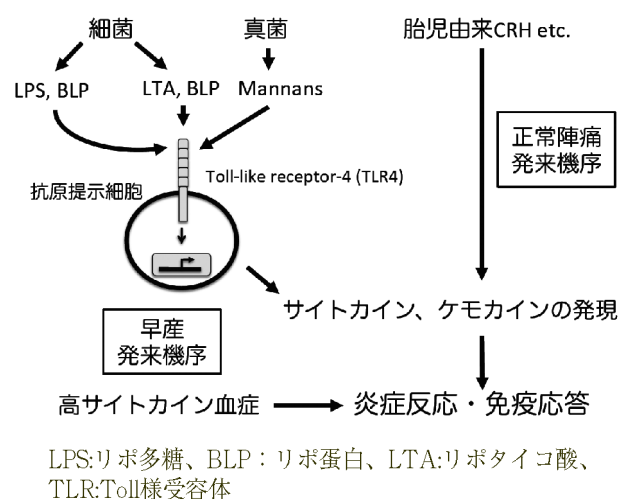 細菌
真菌
胎児由来CRH etc.
LPS, BLP
LTA, BLP
Mannans
正常陣痛
発来機序
Toll-like receptor-4 (TLR4)
抗原提示細胞
サイトカイン、ケモカインの発現
早産
発来機序
高サイトカイン血症
炎症反応・免疫応答
LPS:リポ多糖、BLP：リポ蛋白、LTA:リポタイコ酸、
TLR:Toll様受容体